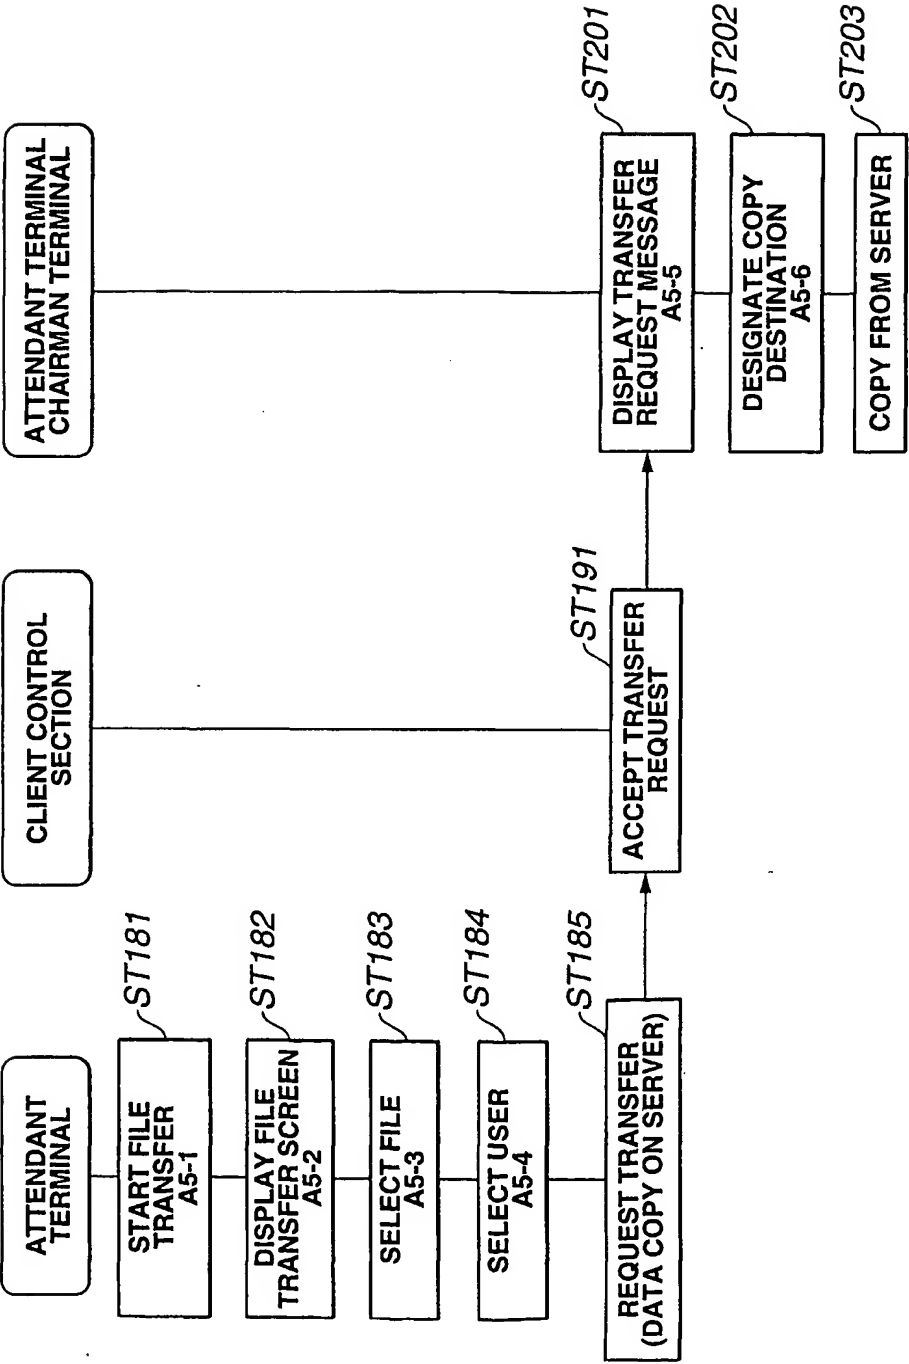 ATTENDANT
TERMINAL
START FILE
TRANSFER
A5-1
ST181
DISPLAY FILE
TRANSFER SCREEN
A5-2
ST182
SELECT FILE
A5-3
ST183
SELECT USER
A5-4
ST184
REQUEST TRANSFER
(DATA COPY ON SERVER)
ST185
CLIENT CONTROL
SECTION
ACCEPT TRANSFER
REQUEST
ST191
ATTENDANT TERMINAL
CHAIRMAN TERMINAL
DISPLAY TRANSFER
REQUEST MESSAGE
A5-5
ST201
DESIGNATE COPY
DESTINATION
A5-6
ST202
COPY FROM SERVER
ST203